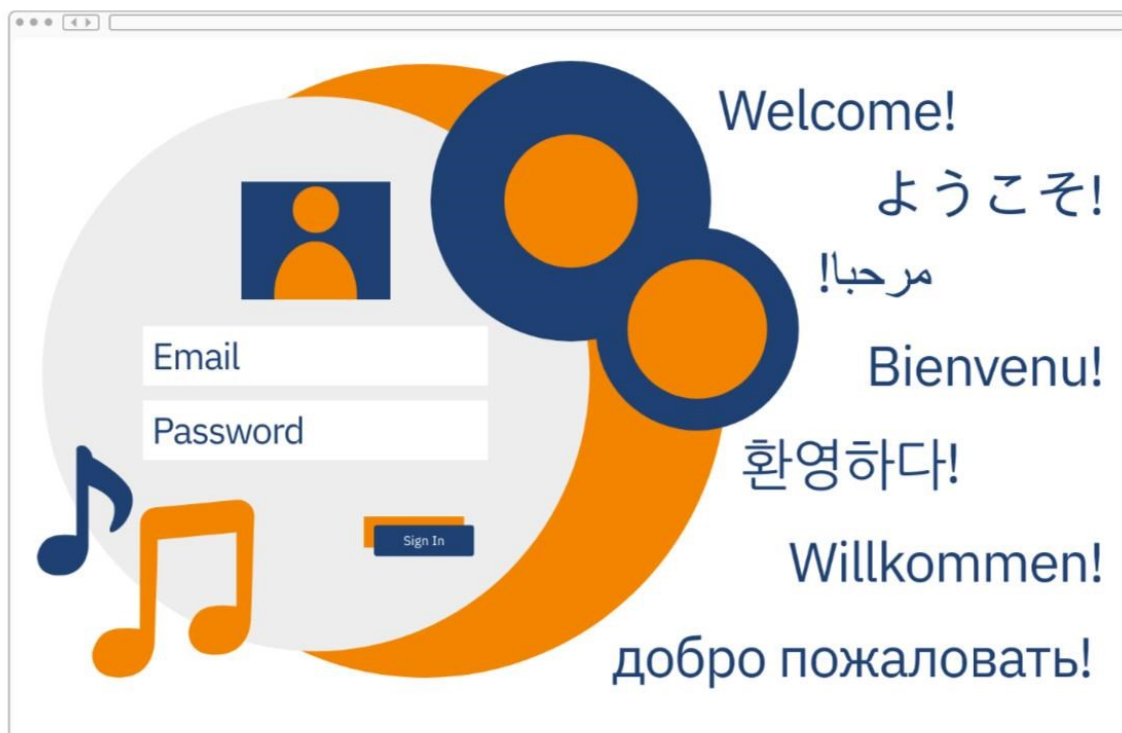 Welcome!
ようこそ!
مرحبا!
Bienvenu!
환영하다!
Willkommen!
добро пожаловать!
Email
Password
Sign In